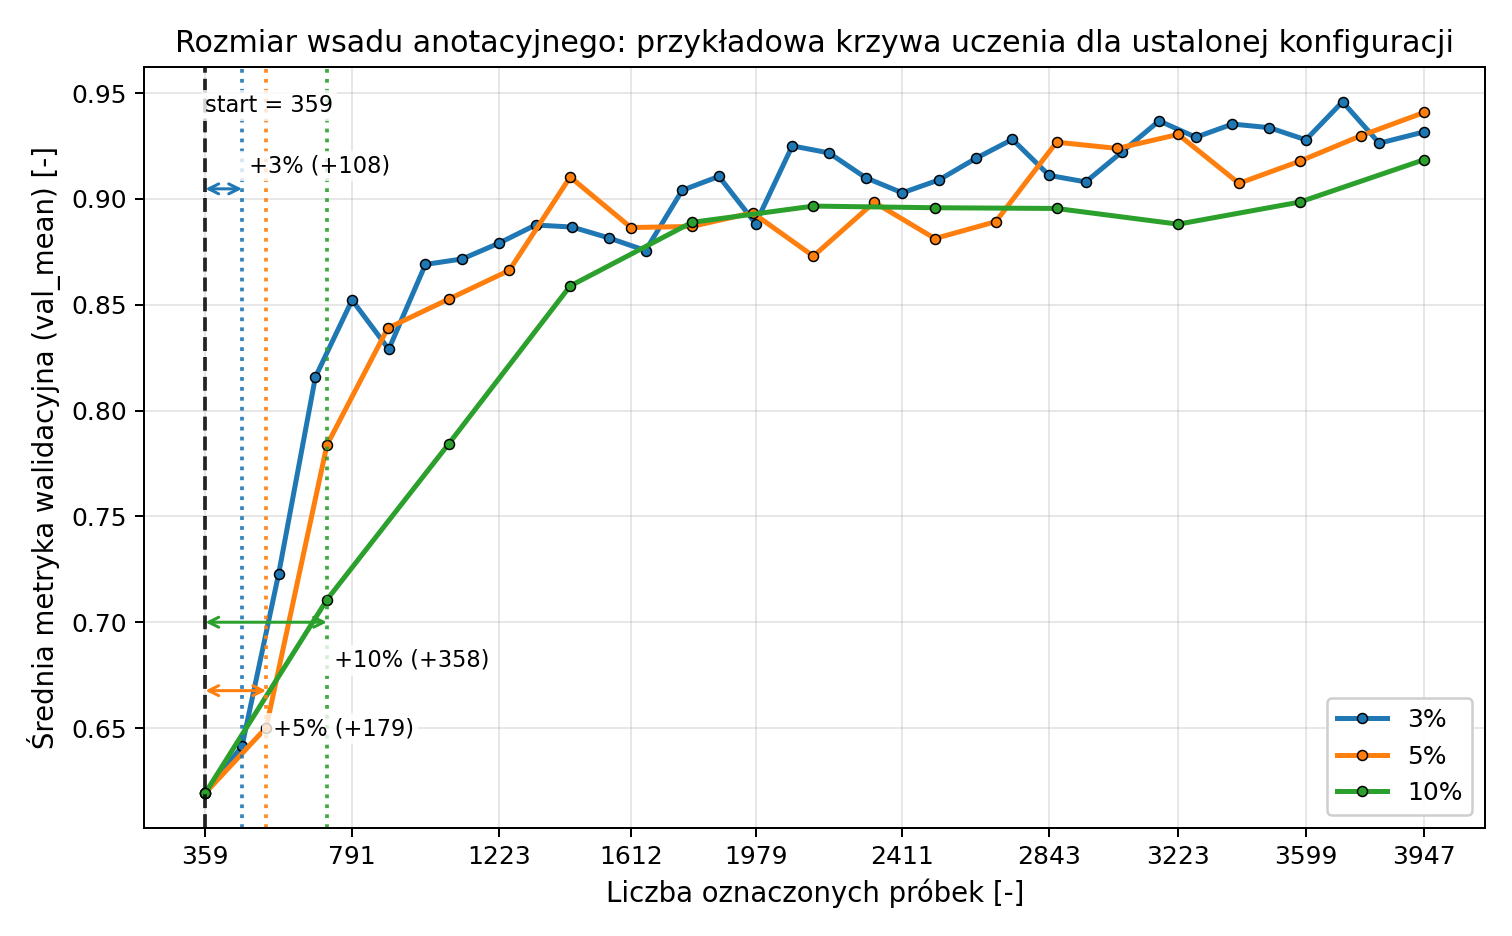 Rozmiar wsadu anotacyjnego: przykładowa krzywa uczenia dla ustalonej konfiguracji
Średnia metryka walidacyjna (val_mean) [-]
0.95
0.90
0.85
0.80
0.75
0.70
0.65
start = 359
+3% (+108)
+10% (+358)
+5% (+179)
3%
5%
10%
359 791 1223 1612 1979 2411 2843 3223 3599 3947
Liczba oznaczonych próbek [-]